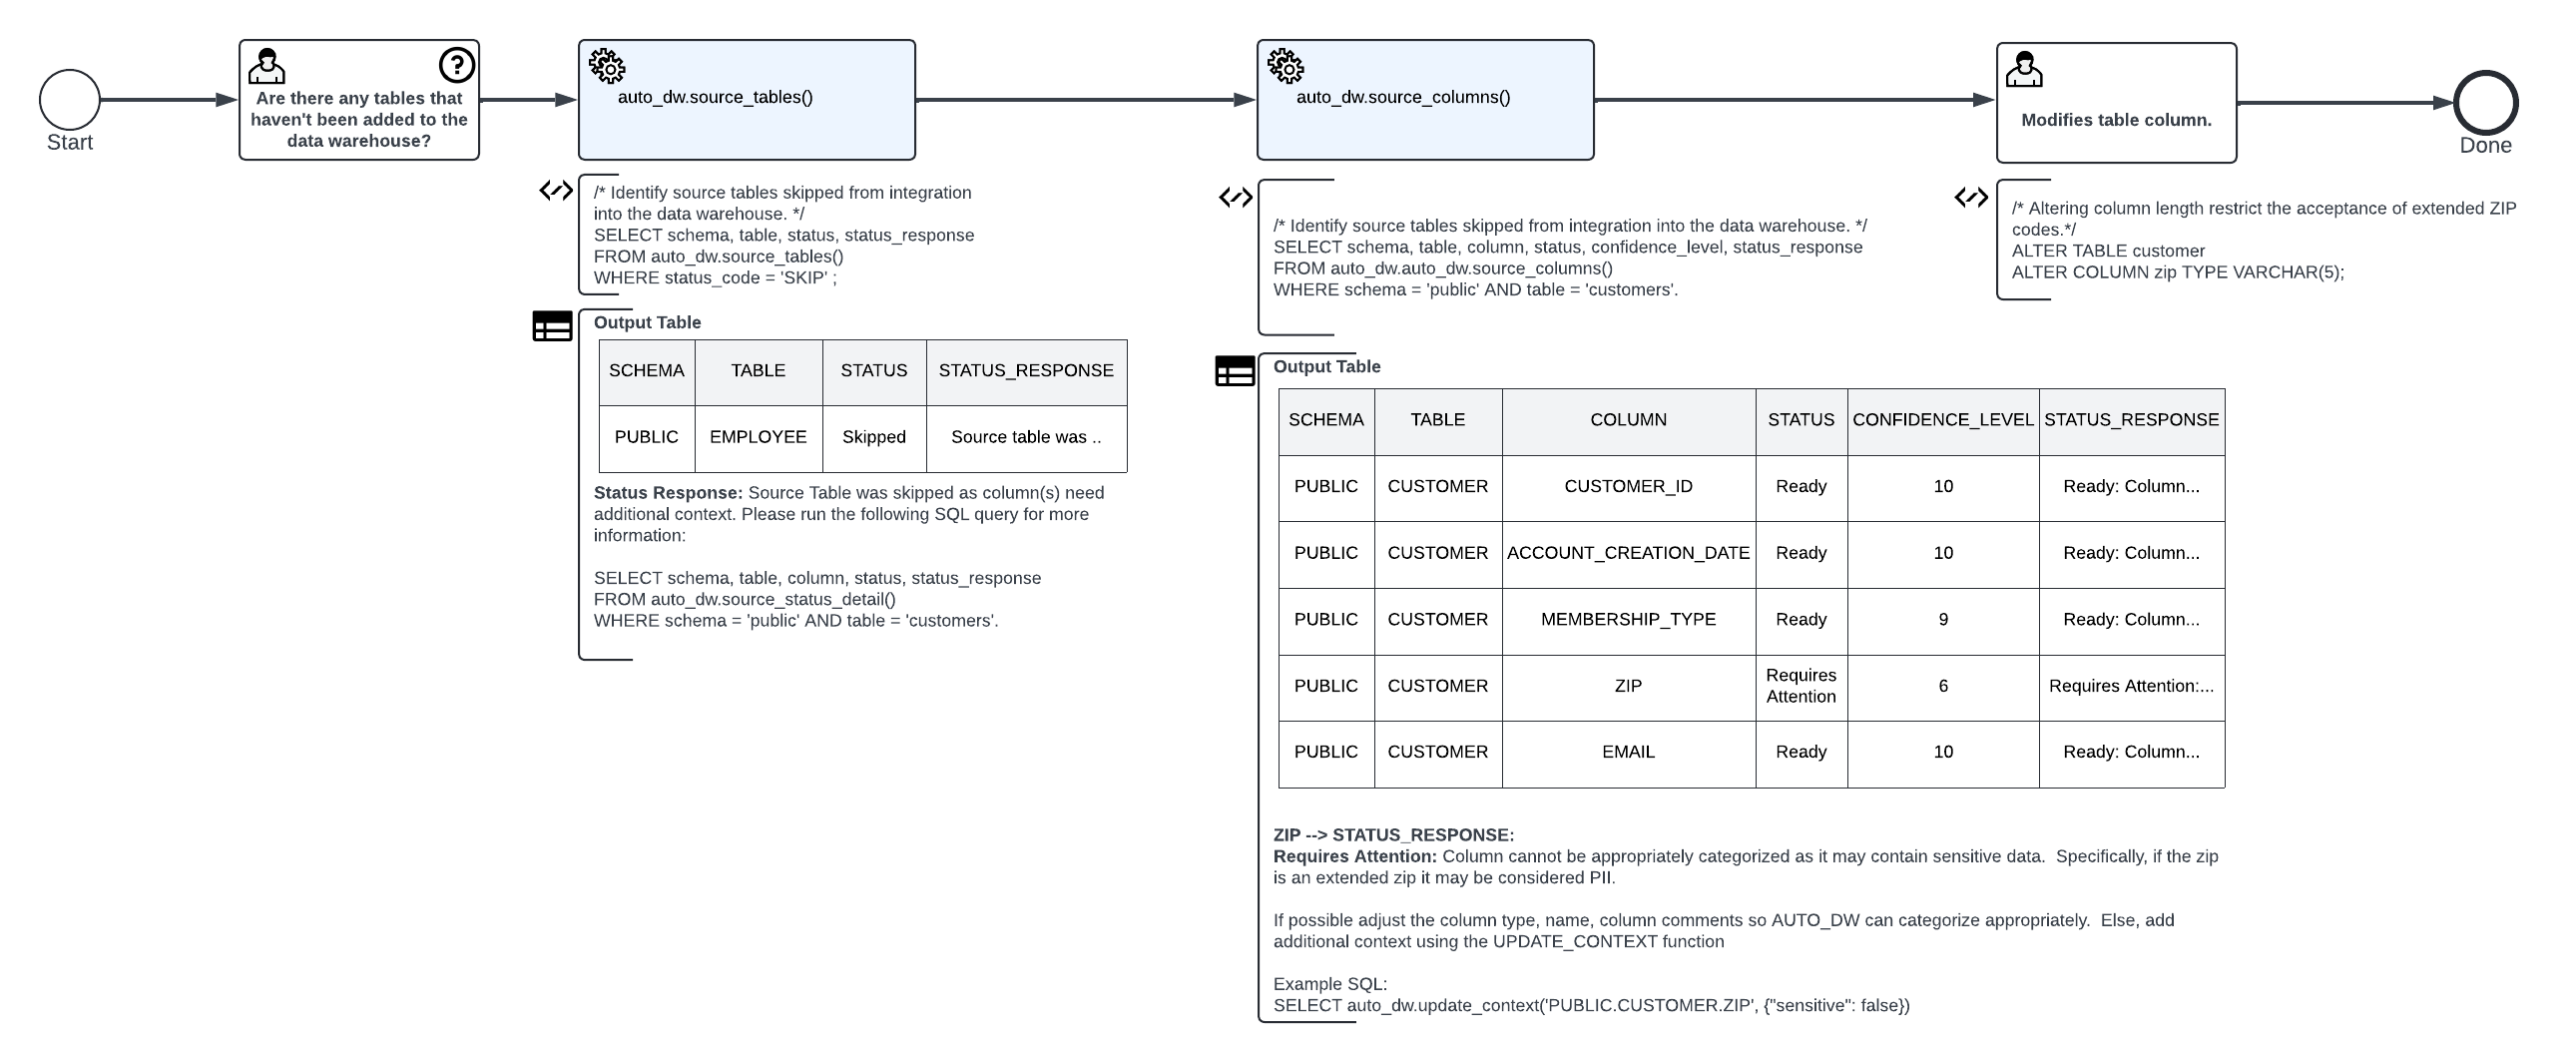 Start
Are there any tables that
haven't been added to the
data warehouse?
auto_dw.source_tables()
auto_dw.source_columns()
Modifies table column.
Done
/* Identify source tables skipped from integration
into the data warehouse. */
SELECT schema, table, status, status_response
FROM auto_dw.source_tables()
WHERE status_code = 'SKIP' ;
Output Table
SCHEMA TABLE STATUS STATUS_RESPONSE
PUBLIC EMPLOYEE Skipped Source table was ..
Status Response: Source Table was skipped as column(s) need
additional context. Please run the following SQL query for more
information:
SELECT schema, table, column, status, status_response
FROM auto_dw.source_status_detail()
WHERE schema = 'public' AND table = 'customers'.
/* Identify source tables skipped from integration into the data warehouse. */
SELECT schema, table, column, status, confidence_level, status_response
FROM auto_dw.auto_dw.source_columns()
WHERE schema = 'public' AND table = 'customers'.
Output Table
SCHEMA TABLE COLUMN STATUS CONFIDENCE_LEVEL STATUS_RESPONSE
PUBLIC CUSTOMER CUSTOMER_ID Ready 10 Ready: Column...
PUBLIC CUSTOMER ACCOUNT_CREATION_DATE Ready 10 Ready: Column...
PUBLIC CUSTOMER MEMBERSHIP_TYPE Ready 9 Ready: Column...
PUBLIC CUSTOMER ZIP Requires Attention 6 Requires Attention:...
PUBLIC CUSTOMER EMAIL Ready 10 Ready: Column...
ZIP --> STATUS_RESPONSE:
Requires Attention: Column cannot be appropriately categorized as it may contain sensitive data.  Specifically, if the zip
is an extended zip it may be considered PII.
If possible adjust the column type, name, column comments so AUTO_DW can categorize appropriately.  Else, add
additional context using the UPDATE_CONTEXT function
Example SQL:
SELECT auto_dw.update_context('PUBLIC.CUSTOMER.ZIP', {"sensitive": false})
/* Altering column length restrict the acceptance of extended ZIP
codes.*/
ALTER TABLE customer
ALTER COLUMN zip TYPE VARCHAR(5);